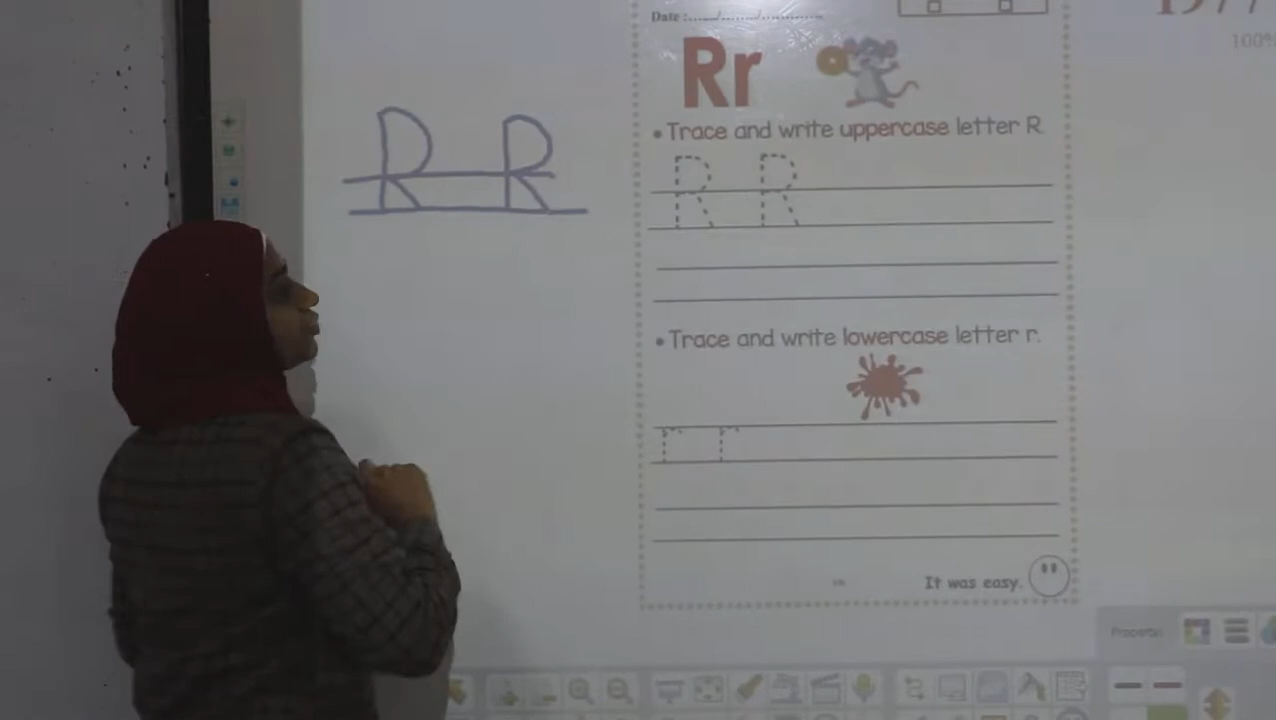 Date :....../......../..............
Rr
• Trace and write uppercase letter R.
R R
R R
• Trace and write lowercase letter r.
r r
It was easy.
100%